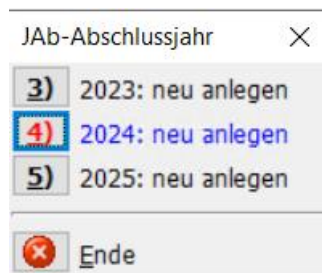 JAb-Abschlussjahr
3) 2023: neu anlegen
4) 2024: neu anlegen
5) 2025: neu anlegen
Ende